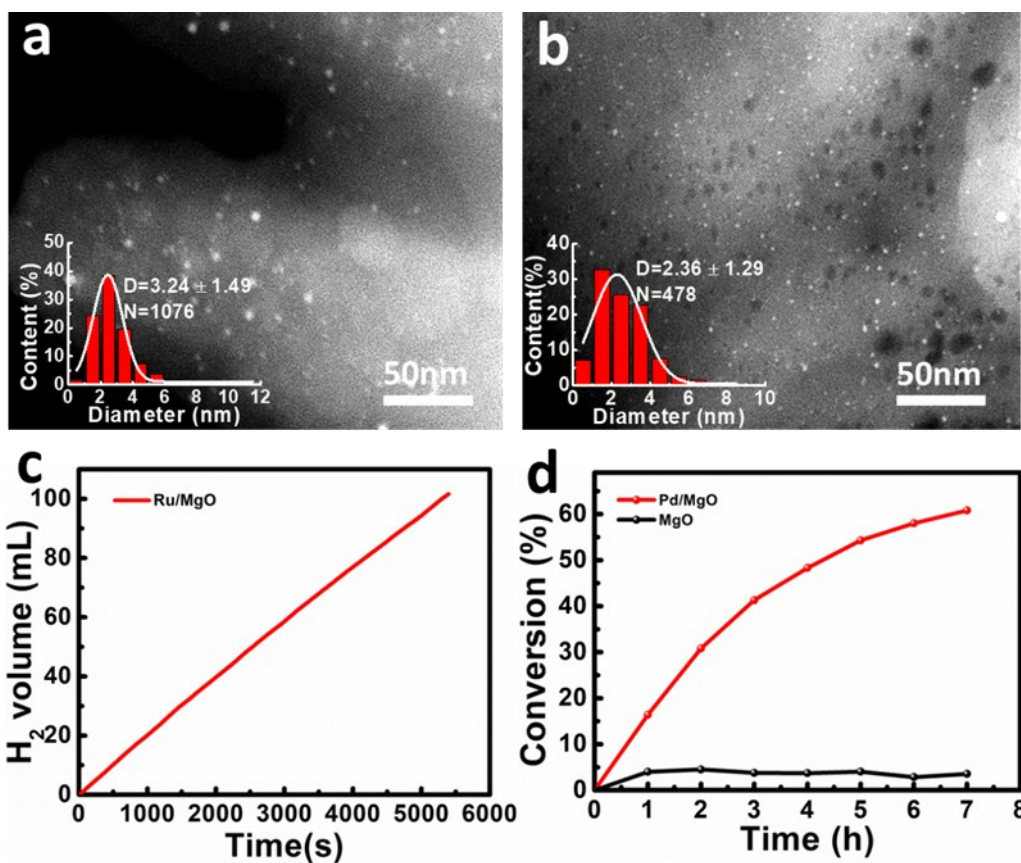 a
50
40
30
20
10
0
Content (%)
D=3.24 ± 1.49
N=1076
0 2 4 6 8 10 12
Diameter (nm)
50nm
b
40
30
20
10
0
Content(%)
D=2.36 ± 1.29
N=478
0 2 4 6 8 10
Diameter (nm)
50nm
c
Ru/MgO
100
80
60
40
20
0
H2 volume (mL)
0 1000 2000 3000 4000 5000 6000
Time(s)
d
Pd/MgO
MgO
60
50
40
30
20
10
0
Conversion (%)
0 1 2 3 4 5 6 7 8
Time (h)